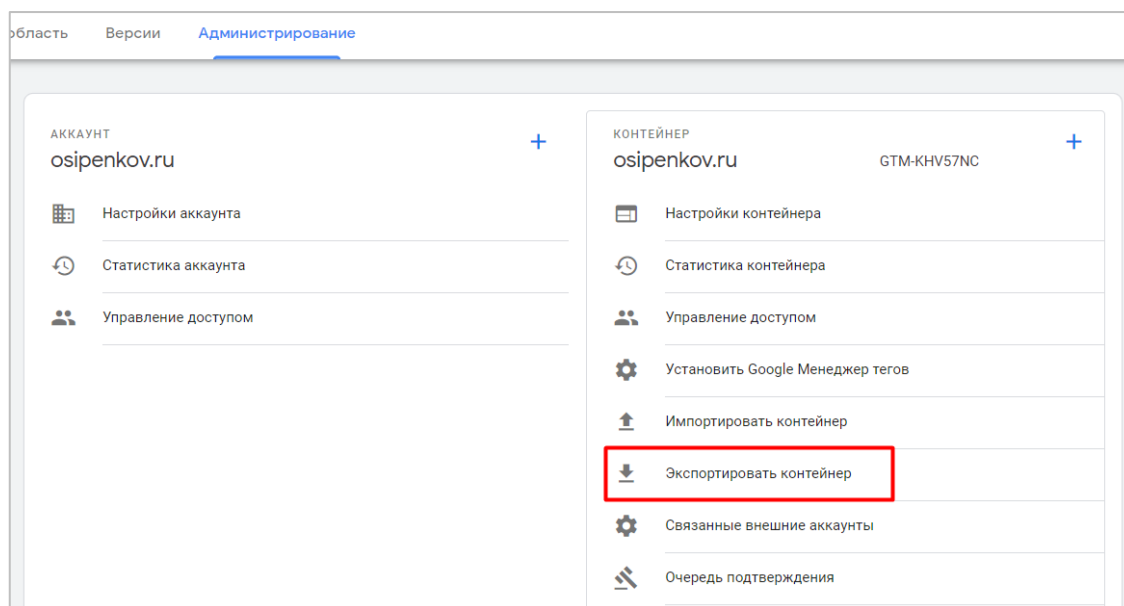 область Версии Администрирование
АККАУНТ
osipenkov.ru
Настройки аккаунта
Статистика аккаунта
Управление доступом
КОНТЕЙНЕР
osipenkov.ru GTM-KHV57NC
Настройки контейнера
Статистика контейнера
Управление доступом
Установить Google Менеджер тегов
Импортировать контейнер
Экспортировать контейнер
Связанные внешние аккаунты
Очередь подтверждения